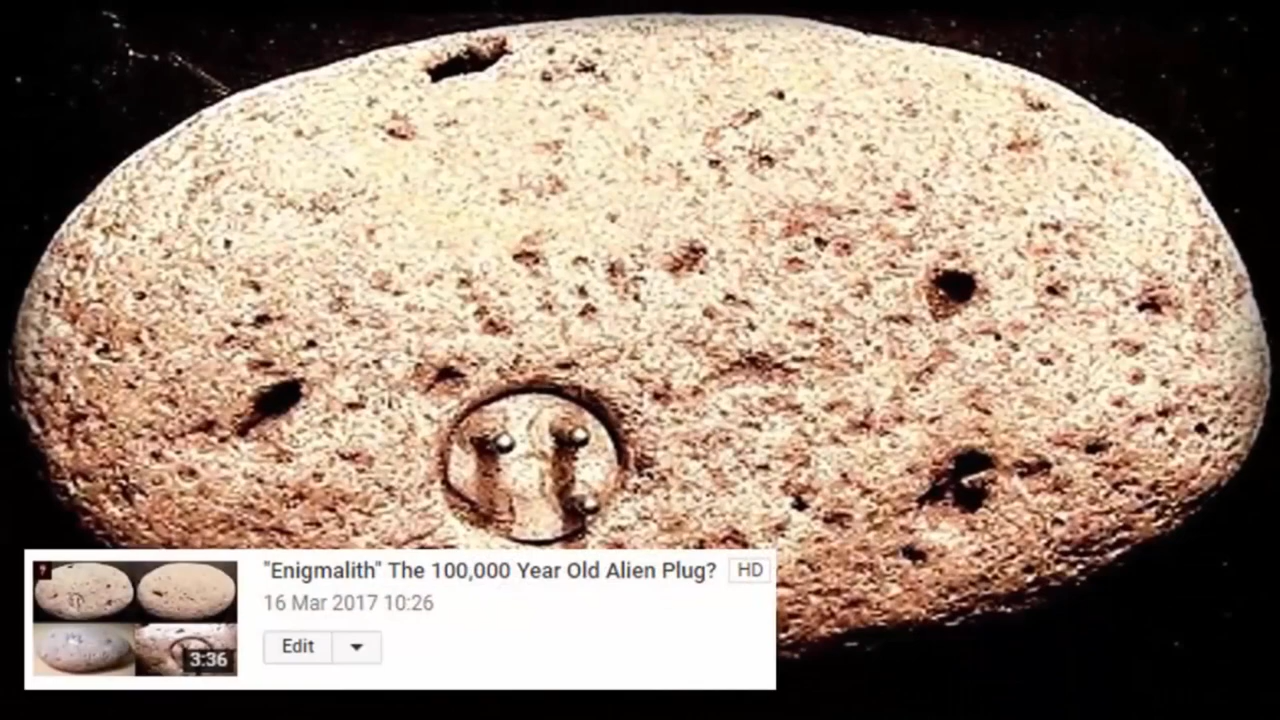 "Enigmalith" The 100,000 Year Old Alien Plug? HD
16 Mar 2017 10:26
Edit
3:36